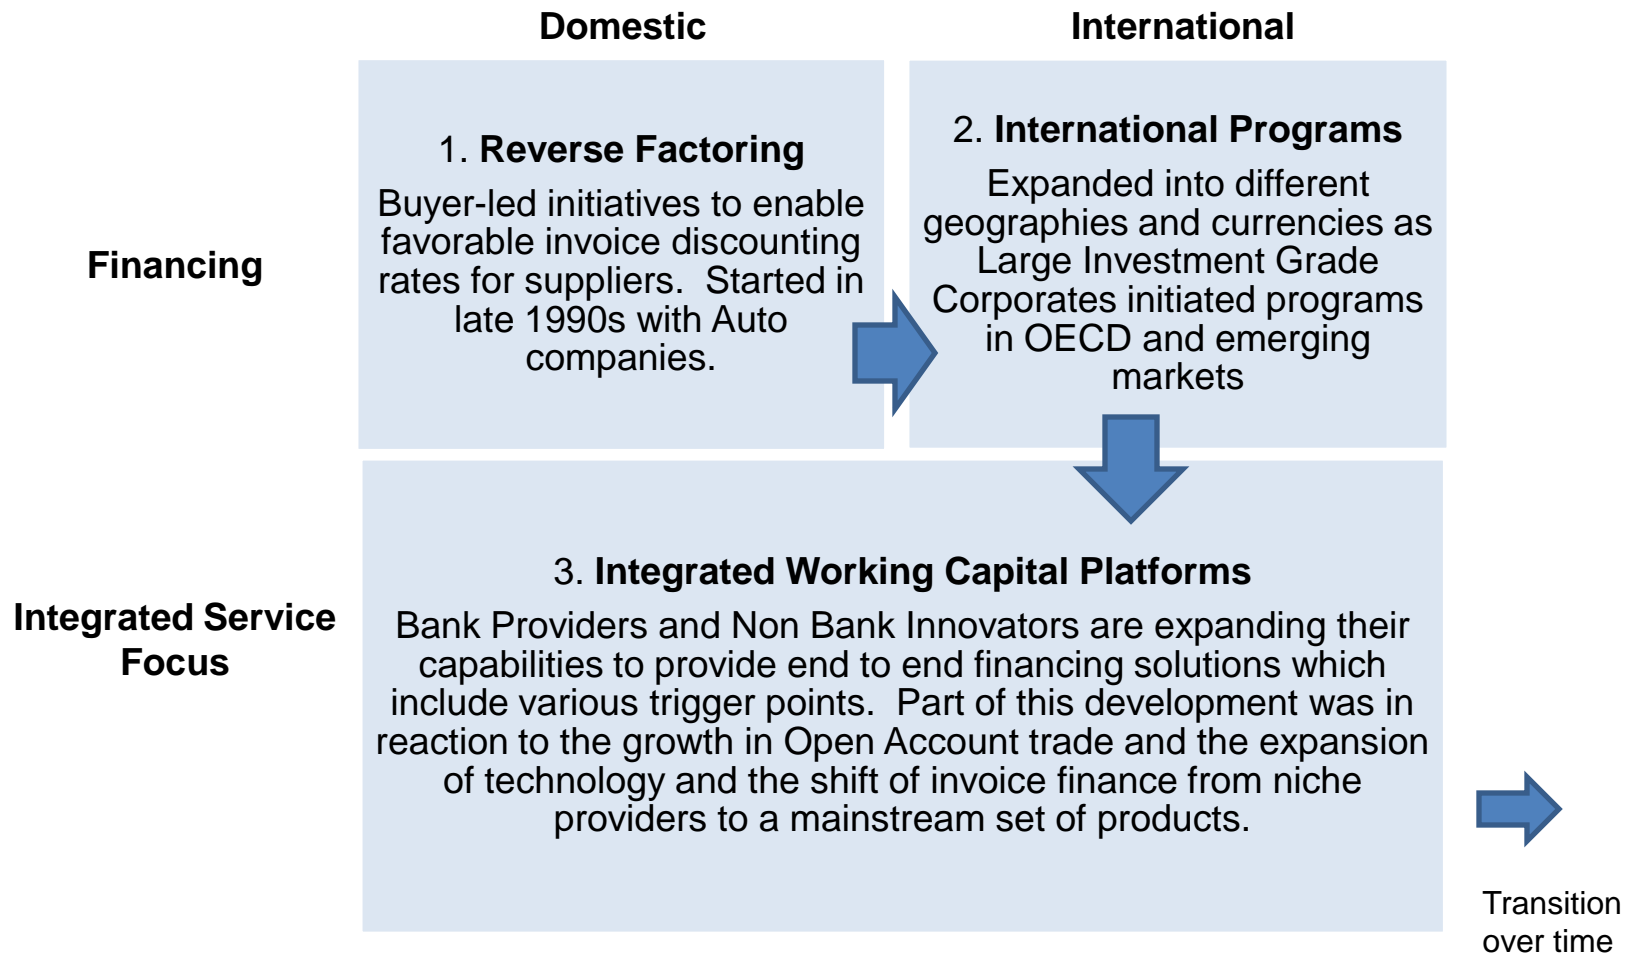 Domestic
International
Financing
1. Reverse Factoring
Buyer-led initiatives to enable
favorable invoice discounting
rates for suppliers.  Started in
late 1990s with Auto
companies.
2. International Programs
Expanded into different
geographies and currencies as
Large Investment Grade
Corporates initiated programs
in OECD and emerging
markets
Integrated Service
Focus
3. Integrated Working Capital Platforms
Bank Providers and Non Bank Innovators are expanding their
capabilities to provide end to end financing solutions which
include various trigger points.  Part of this development was in
reaction to the growth in Open Account trade and the expansion
of technology and the shift of invoice finance from niche
providers to a mainstream set of products.
Transition
over time